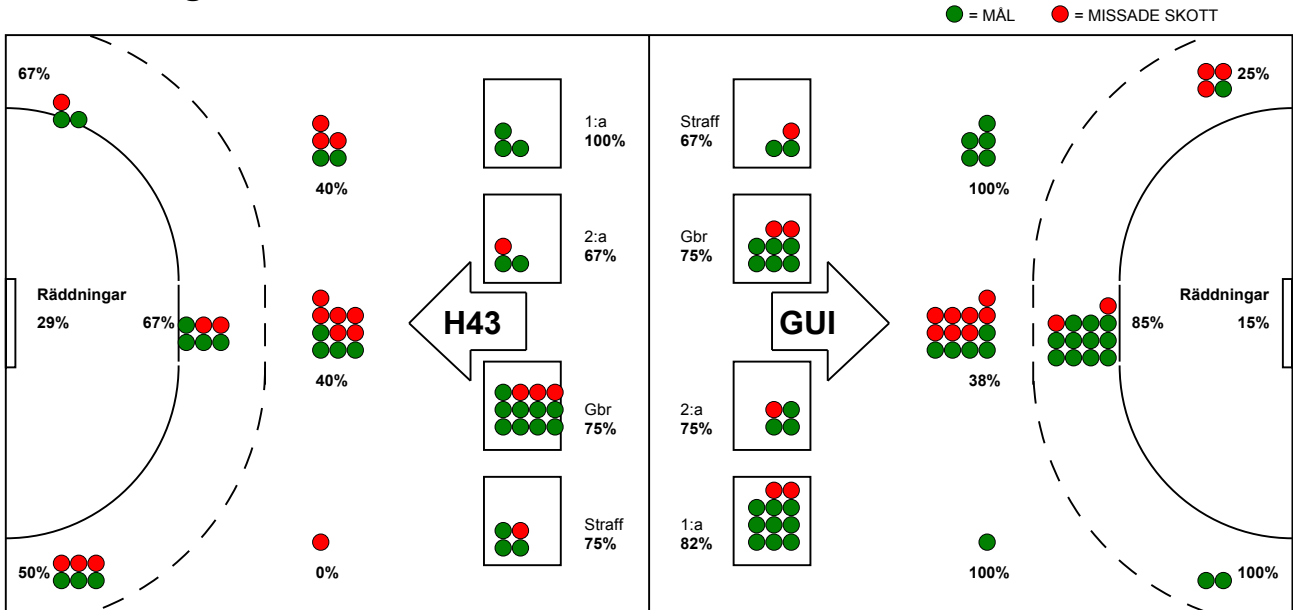 = MÅL
= MISSADE SKOTT
67%
40%
1:a
100%
Straff
67%
100%
25%
2:a
67%
Gbr
75%
Räddningar
29%
67%
40%
H43
GUI
38%
85%
Räddningar
15%
Gbr
75%
2:a
75%
50%
0%
Straff
75%
1:a
82%
100%
100%